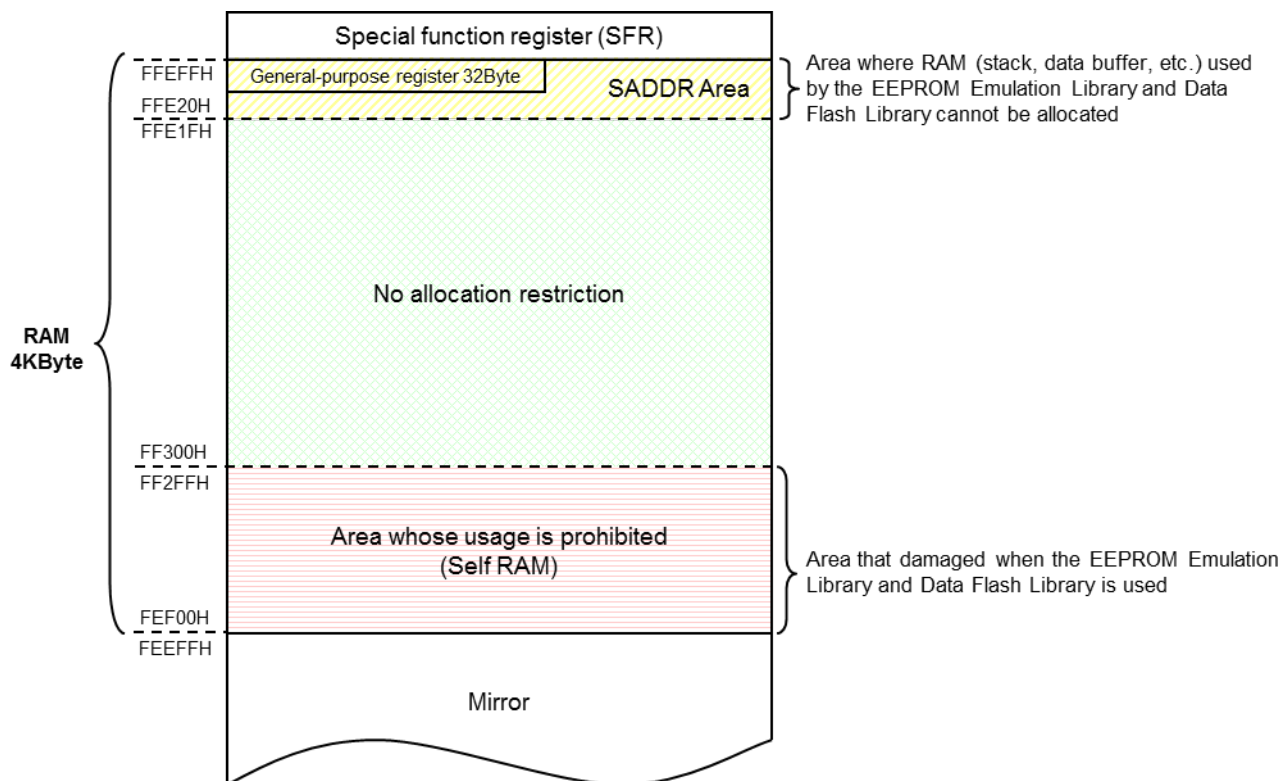 Special function register (SFR)
FFEFFH
General-purpose register 32Byte
SADDR Area
FFE20H
FFE1FH
Area where RAM (stack, data buffer, etc.) used
by the EEPROM Emulation Library and Data
Flash Library cannot be allocated
No allocation restriction
RAM
4KByte
FF300H
FF2FFH
Area whose usage is prohibited
(Self RAM)
Area that damaged when the EEPROM Emulation
Library and Data Flash Library is used
FEF00H
FEEFFH
Mirror